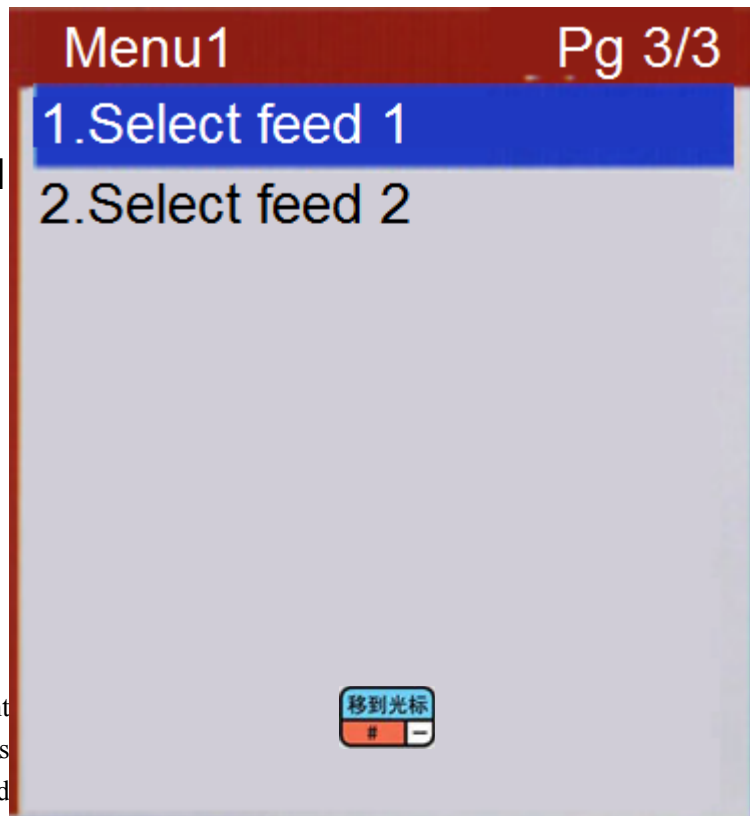 Menu1 Pg 3/3
1.Select feed 1
2.Select feed 2
移到光标
# −